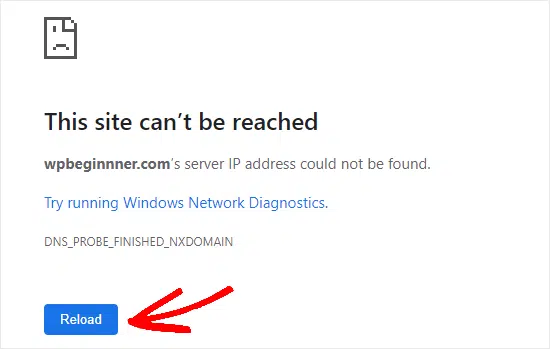 This site can’t be reached
wpbeginnner.com’s server IP address could not be found.
Try running Windows Network Diagnostics.
DNS_PROBE_FINISHED_NXDOMAIN
Reload